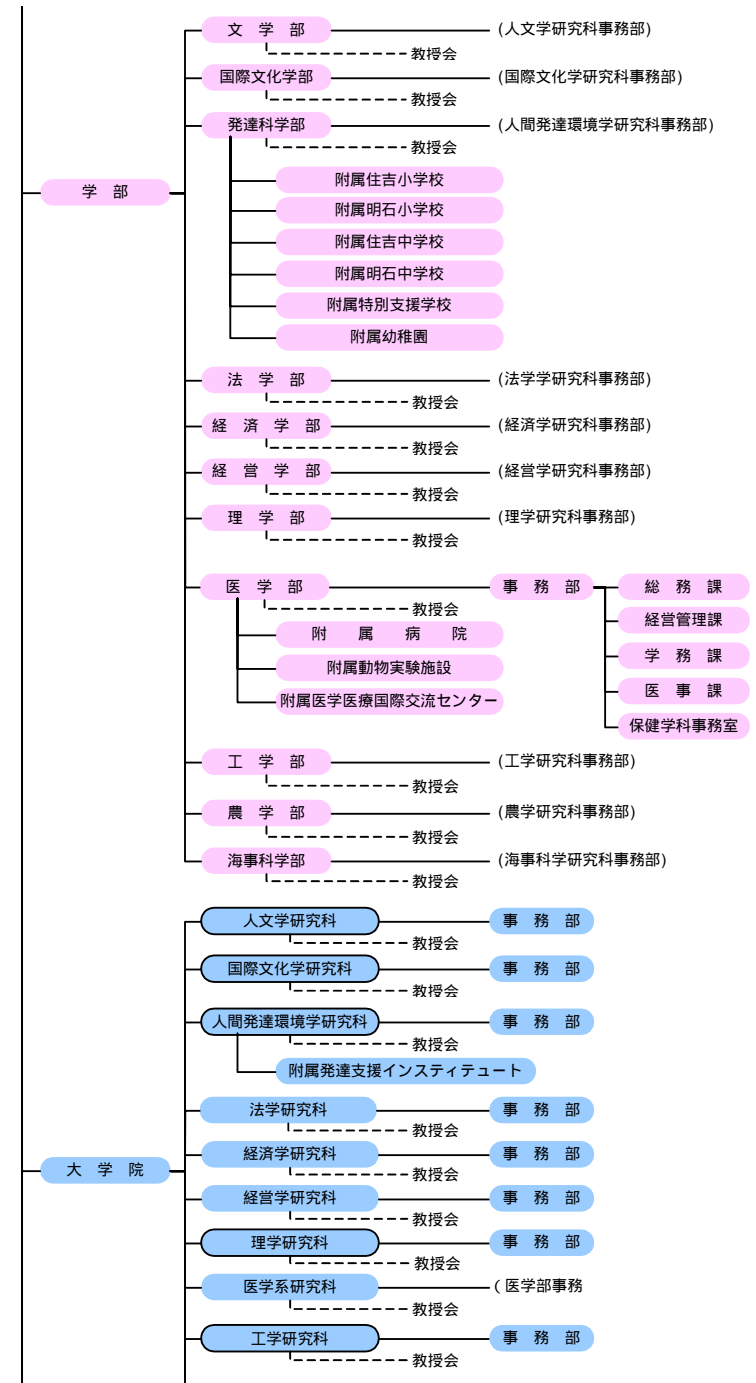 文 学 部 (人文学研究科事務部)
教授会
国際文化学部 (国際文化学研究科事務部)
教授会
発達科学部 (人間発達環境学研究科事務部)
教授会
附属住吉小学校
学 部
附属明石小学校
附属住吉中学校
附属明石中学校
附属特別支援学校
附属幼稚園
法 学 部 (法学学研究科事務部)
教授会
経 済 学 部 (経済学研究科事務部)
教授会
経 営 学 部 (経営学研究科事務部)
教授会
理 学 部 (理学研究科事務部)
教授会
医 学 部 事 務 部 総 務 課
教授会
経営管理課
附 属 病 院
学 務 課
附属動物実験施設
医 事 課
附属医学医療国際交流センター
保健学科事務室
工 学 部 (工学研究科事務部)
教授会
農 学 部 (農学研究科事務部)
教授会
海事科学部 (海事科学研究科事務部)
教授会
人文学研究科 事 務 部
教授会
国際文化学研究科 事 務 部
教授会
人間発達環境学研究科 事 務 部
教授会
附属発達支援インスティテュート
法学研究科 事 務 部
教授会
大 学 院
経済学研究科 事 務 部
教授会
経営学研究科 事 務 部
教授会
理学研究科 事 務 部
教授会
医学系研究科 (医学部事務
教授会
工学研究科 事 務 部
教授会